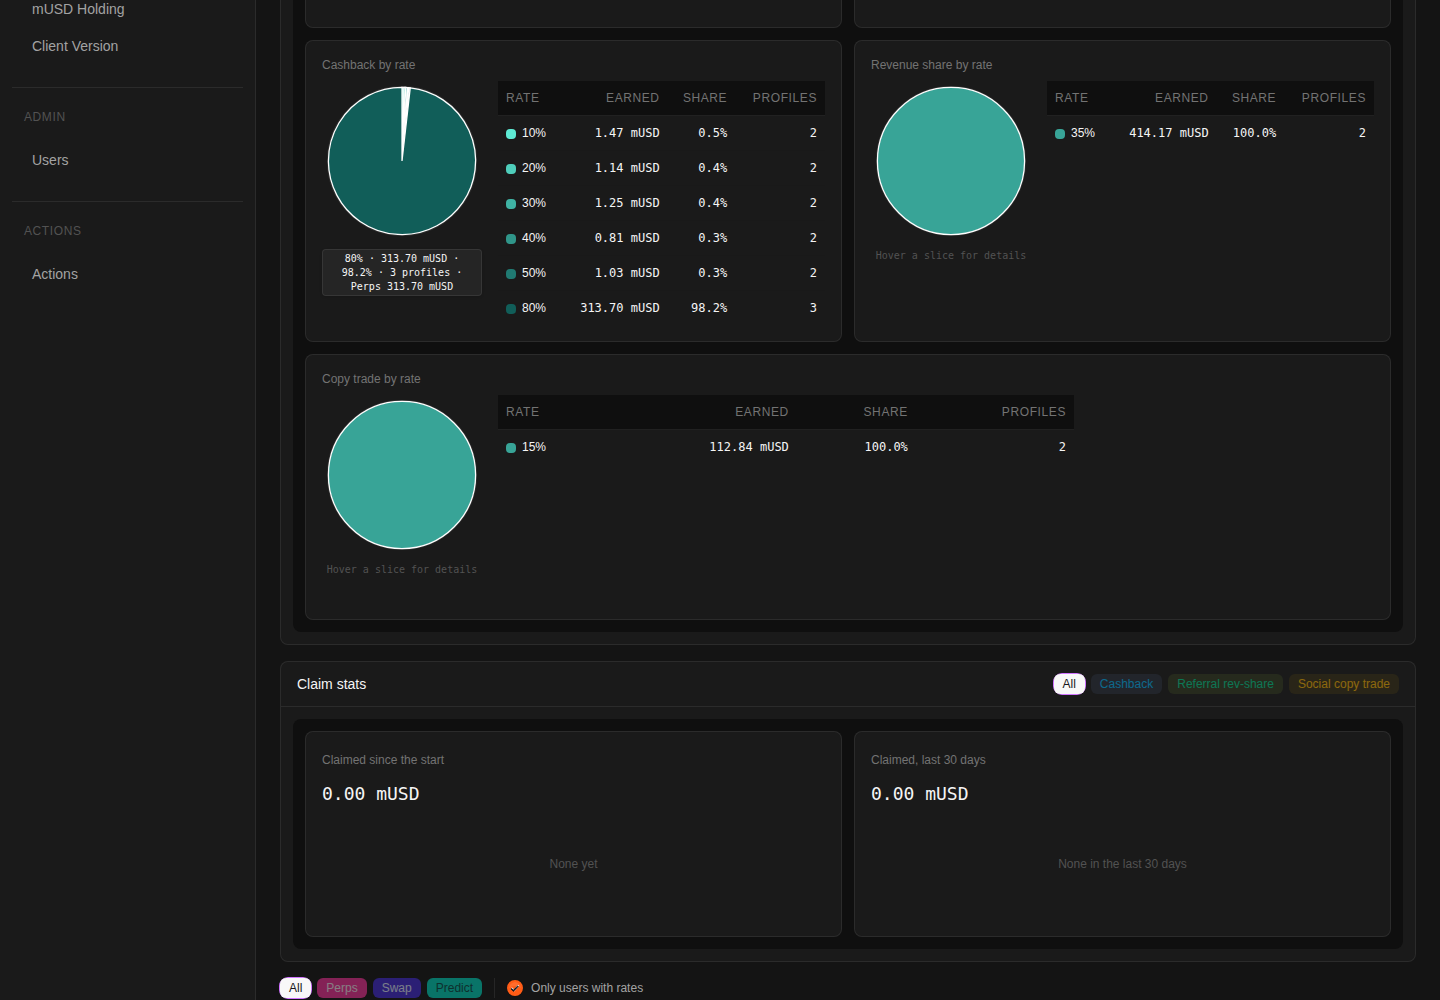 mUSD Holding
Client Version
ADMIN
Users
ACTIONS
Actions
Cashback by rate
RATE EARNED SHARE PROFILES
10% 1.47 mUSD 0.5% 2
20% 1.14 mUSD 0.4% 2
30% 1.25 mUSD 0.4% 2
40% 0.81 mUSD 0.3% 2
50% 1.03 mUSD 0.3% 2
80% 313.70 mUSD 98.2% 3
80% · 313.70 mUSD ·
98.2% · 3 profiles ·
Perps 313.70 mUSD
Revenue share by rate
RATE EARNED SHARE PROFILES
35% 414.17 mUSD 100.0% 2
Hover a slice for details
Copy trade by rate
RATE EARNED SHARE PROFILES
15% 112.84 mUSD 100.0% 2
Hover a slice for details
Claim stats
All Cashback Referral rev-share Social copy trade
Claimed since the start
0.00 mUSD
None yet
Claimed, last 30 days
0.00 mUSD
None in the last 30 days
All Perps Swap Predict Only users with rates